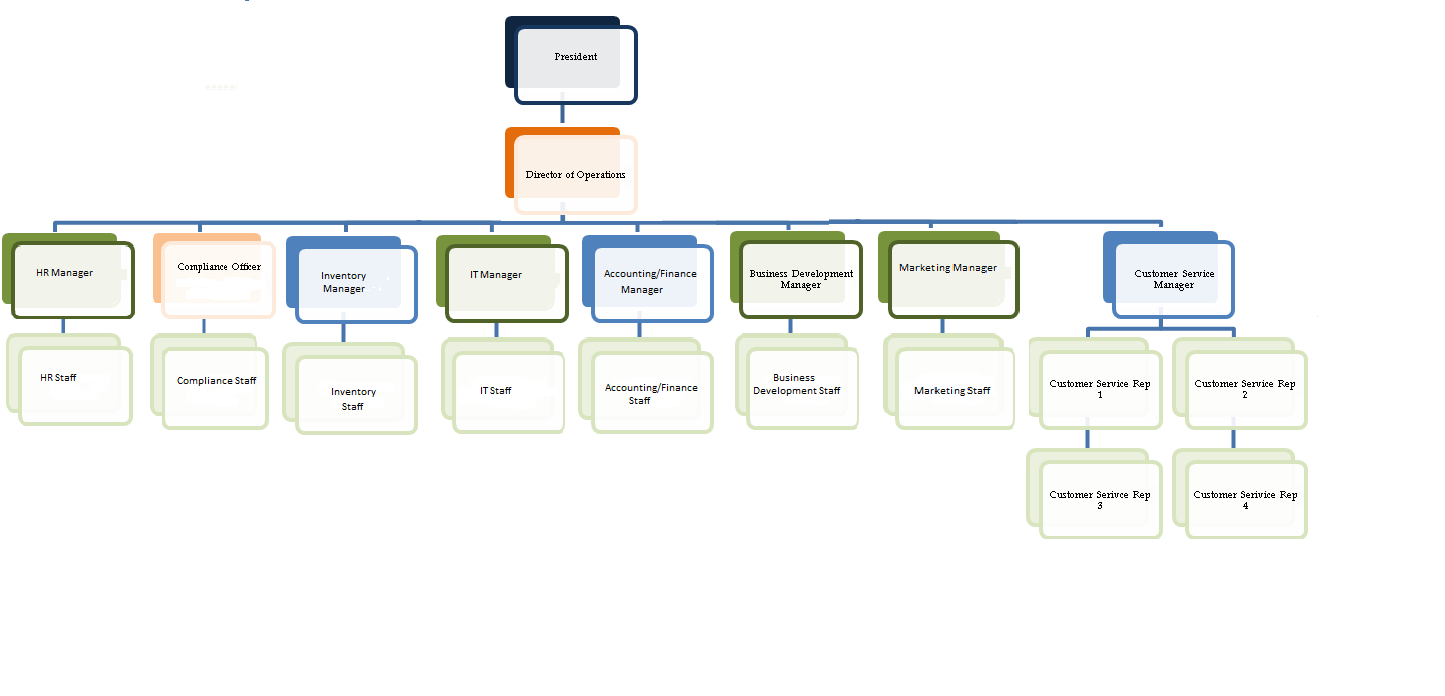 President
Director of Operations
HR Manager
Compliance Officer
Inventory
Manager
IT Manager
Accounting/Finance
Manager
Business Development
Manager
Marketing Manager
Customer Service
Manager
HR Staff
Compliance Staff
Inventory
Staff
IT Staff
Accounting/Finance
Staff
Business
Development Staff
Marketing Staff
Customer Service Rep
1
Customer Service Rep
2
Customer Serivce Rep
3
Customer Serivice Rep
4